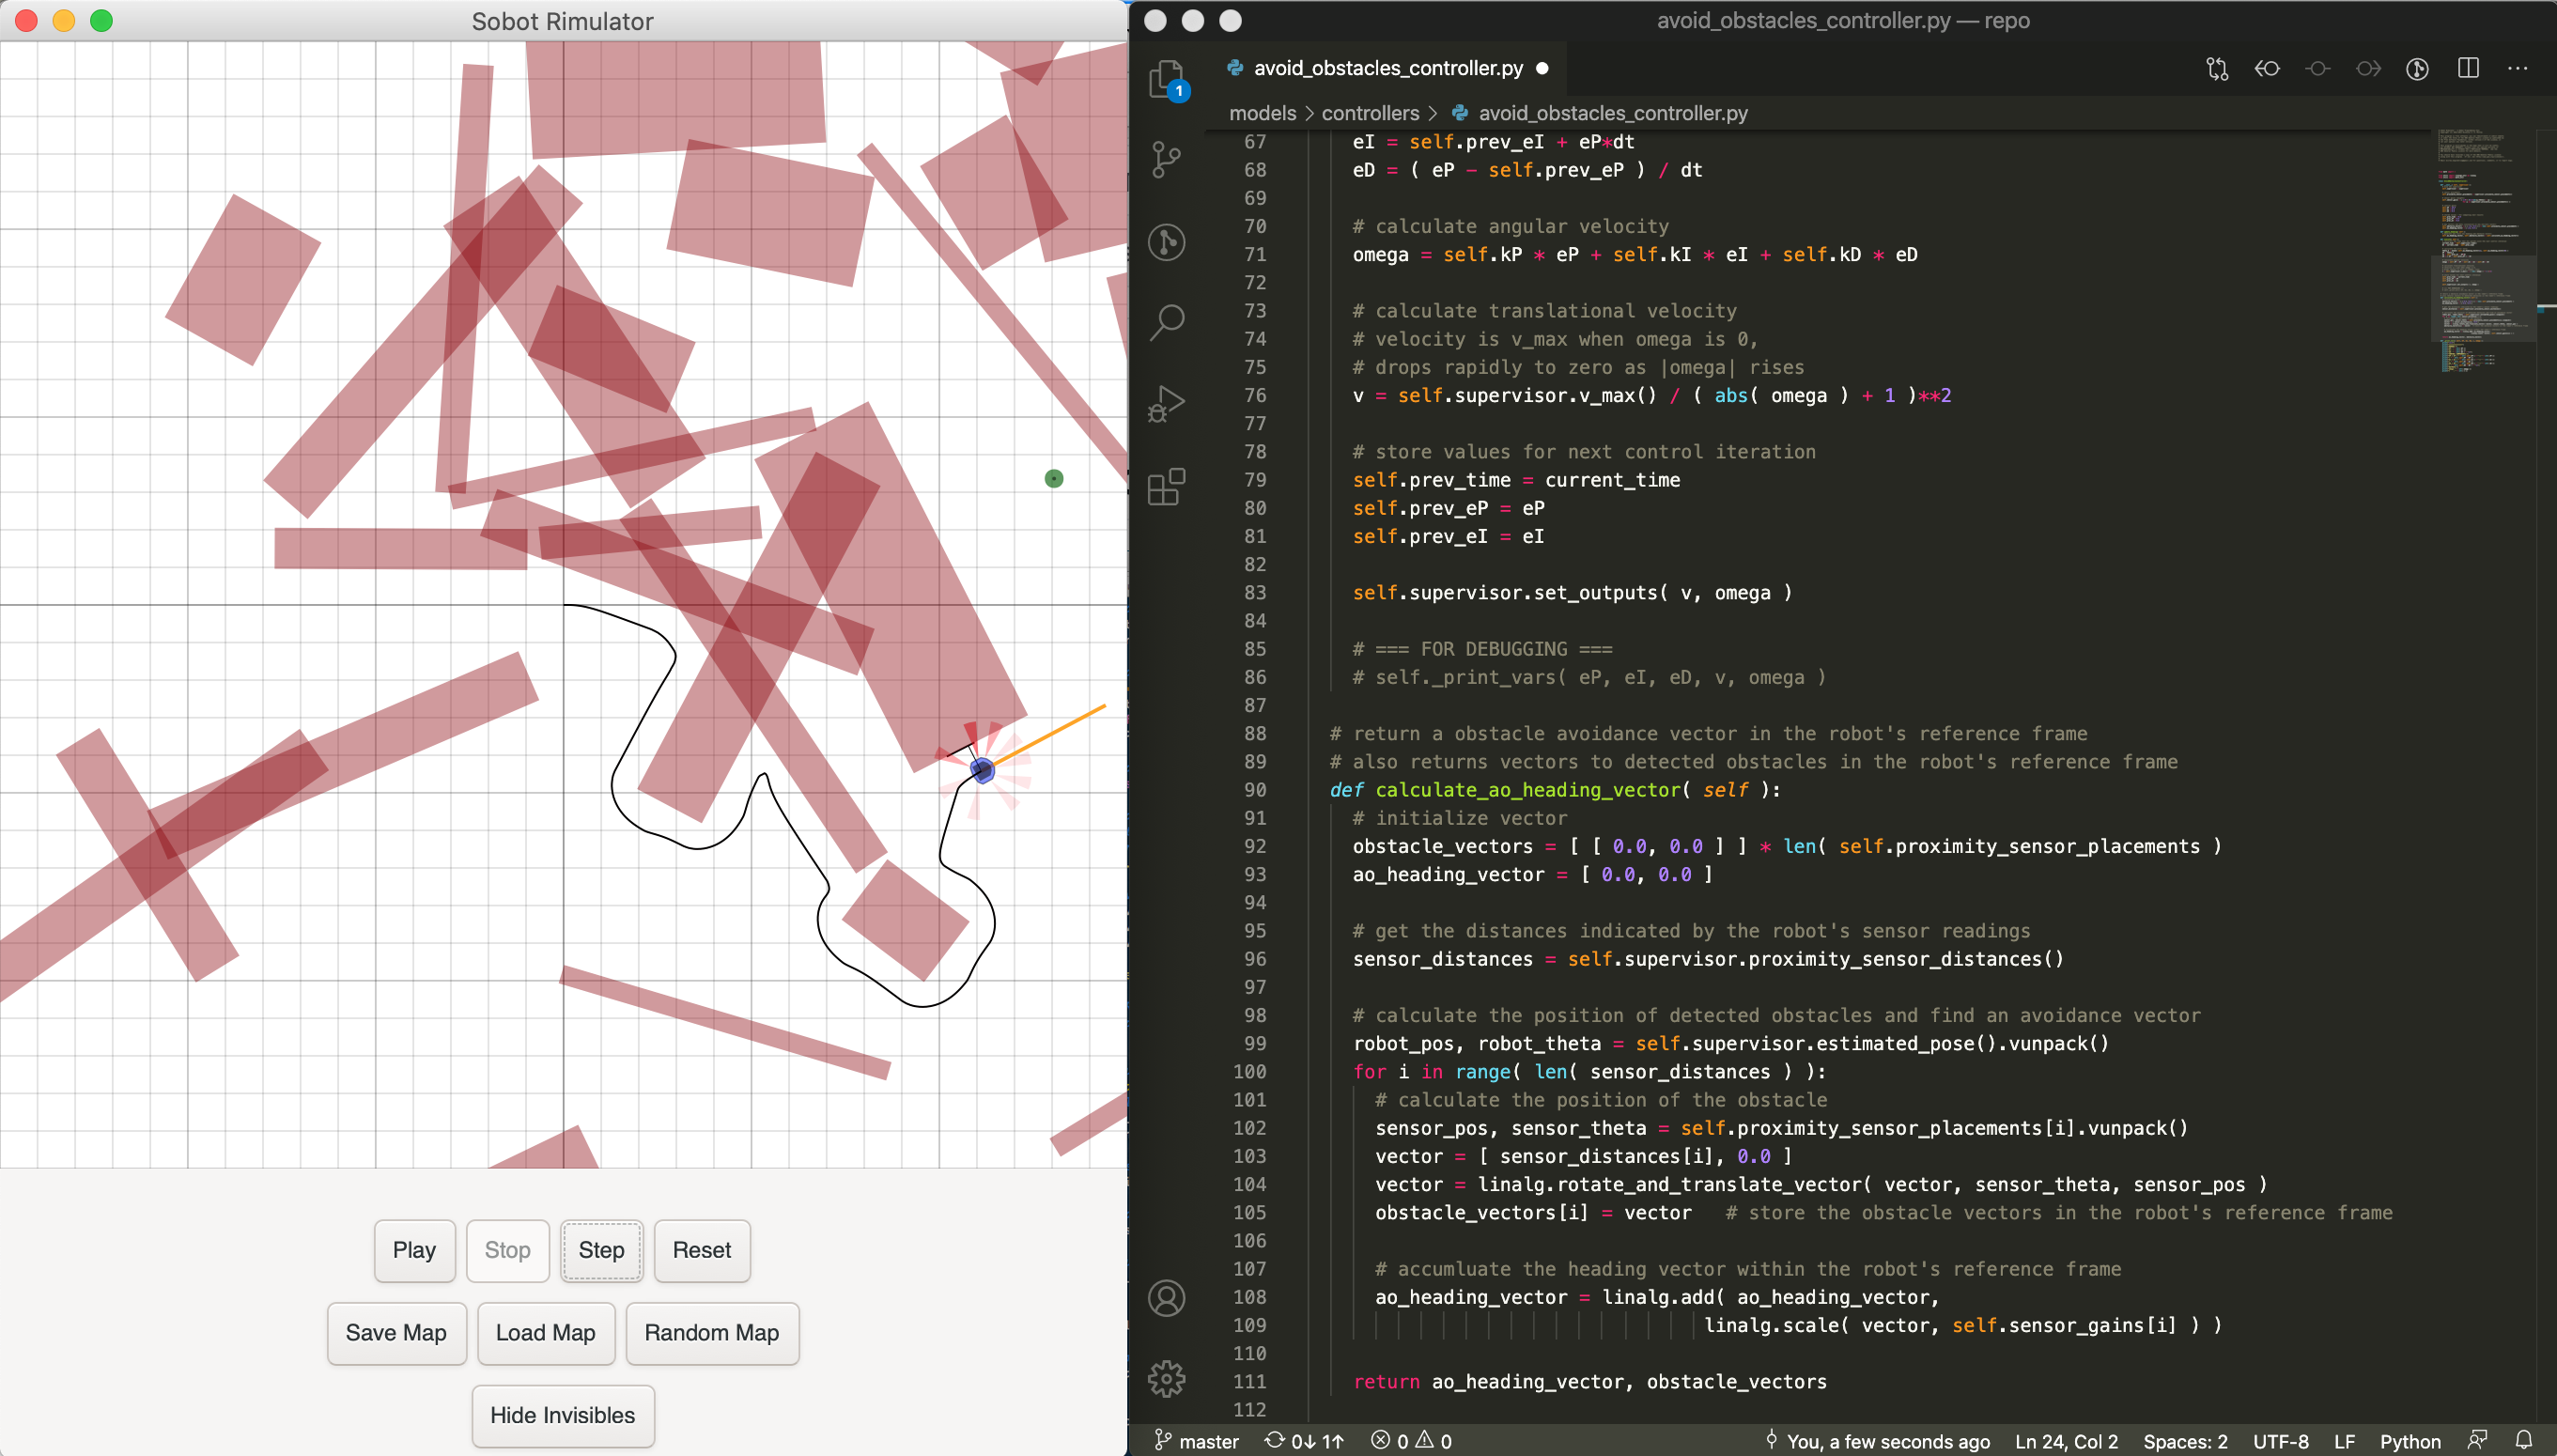 Sobot Rimulator
Play
Stop
Step
Reset
Save Map
Load Map
Random Map
Hide Invisibles
avoid_obstacles_controller.py — repo
1
avoid_obstacles_controller.py
models > controllers > avoid_obstacles_controller.py
67 eI = self.prev_eI + eP*dt
68 eD = ( eP - self.prev_eP ) / dt
69
70 # calculate angular velocity
71 omega = self.kP * eP + self.kI * eI + self.kD * eD
72
73 # calculate translational velocity
74 # velocity is v_max when omega is 0,
75 # drops rapidly to zero as |omega| rises
76 v = self.supervisor.v_max() / ( abs( omega ) + 1 )**2
77
78 # store values for next control iteration
79 self.prev_time = current_time
80 self.prev_eP = eP
81 self.prev_eI = eI
82
83 self.supervisor.set_outputs( v, omega )
84
85 # === FOR DEBUGGING ===
86 # self._print_vars( eP, eI, eD, v, omega )
87
88 # return a obstacle avoidance vector in the robot's reference frame
89 # also returns vectors to detected obstacles in the robot's reference frame
90 def calculate_ao_heading_vector( self ):
91 # initialize vector
92 obstacle_vectors = [ [ 0.0, 0.0 ] ] * len( self.proximity_sensor_placements )
93 ao_heading_vector = [ 0.0, 0.0 ]
94
95 # get the distances indicated by the robot's sensor readings
96 sensor_distances = self.supervisor.proximity_sensor_distances()
97
98 # calculate the position of detected obstacles and find an avoidance vector
99 robot_pos, robot_theta = self.supervisor.estimated_pose().vunpack()
100 for i in range( len( sensor_distances ) ):
101 # calculate the position of the obstacle
102 sensor_pos, sensor_theta = self.proximity_sensor_placements[i].vunpack()
103 vector = [ sensor_distances[i], 0.0 ]
104 vector = linalg.rotate_and_translate_vector( vector, sensor_theta, sensor_pos )
105 obstacle_vectors[i] = vector # store the obstacle vectors in the robot's reference frame
106
107 # accumluate the heading vector within the robot's reference frame
108 ao_heading_vector = linalg.add( ao_heading_vector,
109 linalg.scale( vector, self.sensor_gains[i] ) )
110
111 return ao_heading_vector, obstacle_vectors
112
master 0↓ 1↑ 0 0 You, a few seconds ago Ln 24, Col 2 Spaces: 2 UTF-8 LF Python